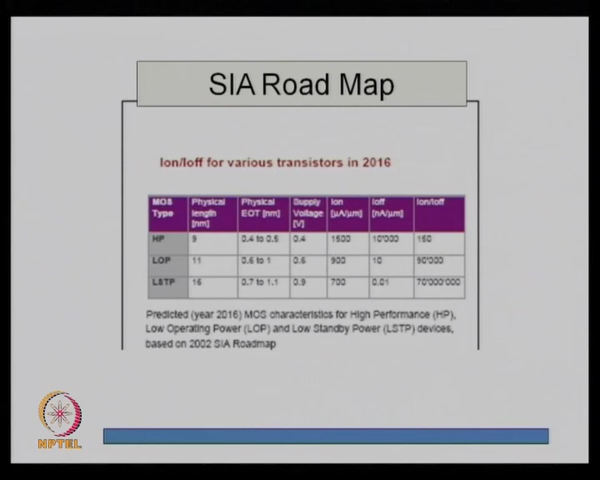 SIA Road Map
Ion/Ioff for various transistors in 2016
MOS Type Physical length [nm] Physical EOT [nm] Supply Voltage [V] Ion [µA/µm] Ioff [nA/µm] Ion/Ioff
HP 9 0.4 to 0.5 0.4 1500 10'000 150
LOP 11 0.6 to 1 0.6 900 10 90'000
LSTP 16 0.7 to 1.1 0.9 700 0.01 70'000'000
Predicted (year 2016) MOS characteristics for High Performance (HP),
Low Operating Power (LOP) and Low Standby Power (LSTP) devices,
based on 2002 SIA Roadmap
NPTEL